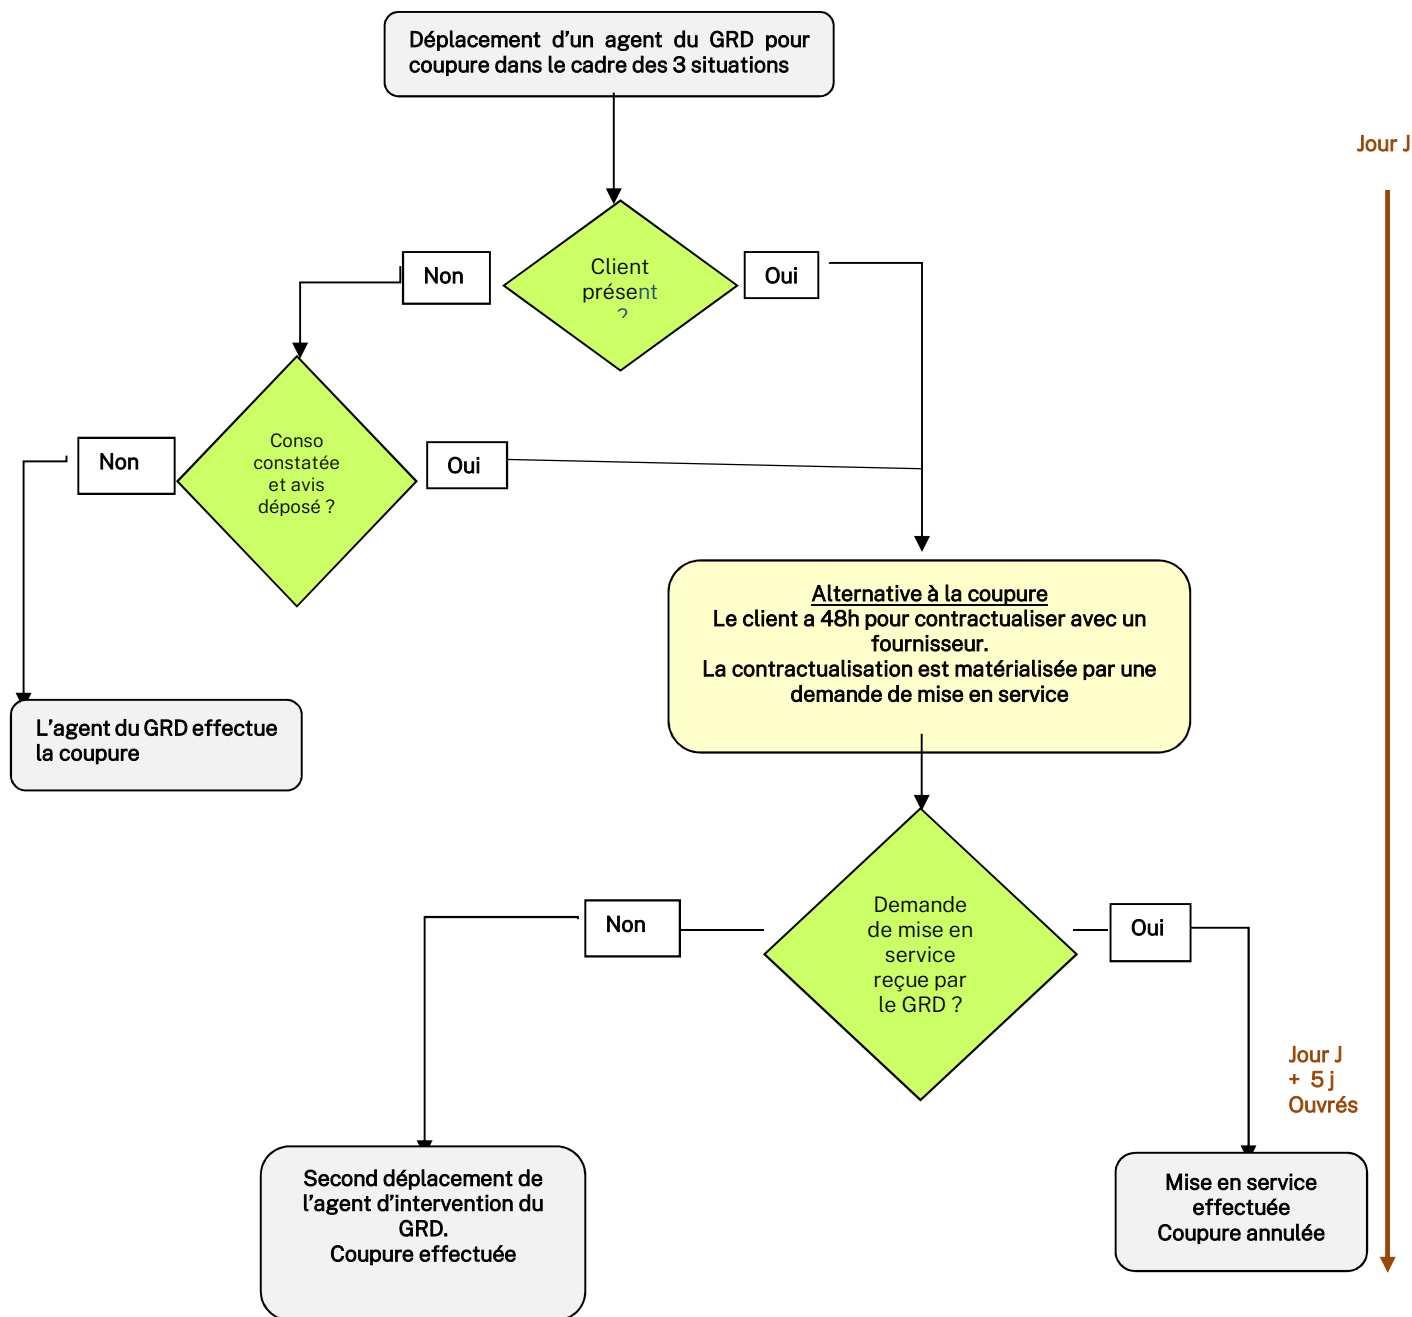 Déplacement d'un agent du GRD pour
coupure dans le cadre des 3 situations
Jour J
Non
Client
présent
?
Oui
Non
Conso
constatée
et avis
déposé ?
Oui
Alternative à la coupure
Le client a 48h pour contractualiser avec un
fournisseur.
La contractualisation est matérialisée par une
demande de mise en service
L'agent du GRD effectue
la coupure
Non
Demande
de mise en
service
reçue par
le GRD ?
Oui
Jour J
+ 5 j
Ouvrés
Second déplacement de
l'agent d'intervention du
GRD.
Coupure effectuée
Mise en service
effectuée
Coupure annulée